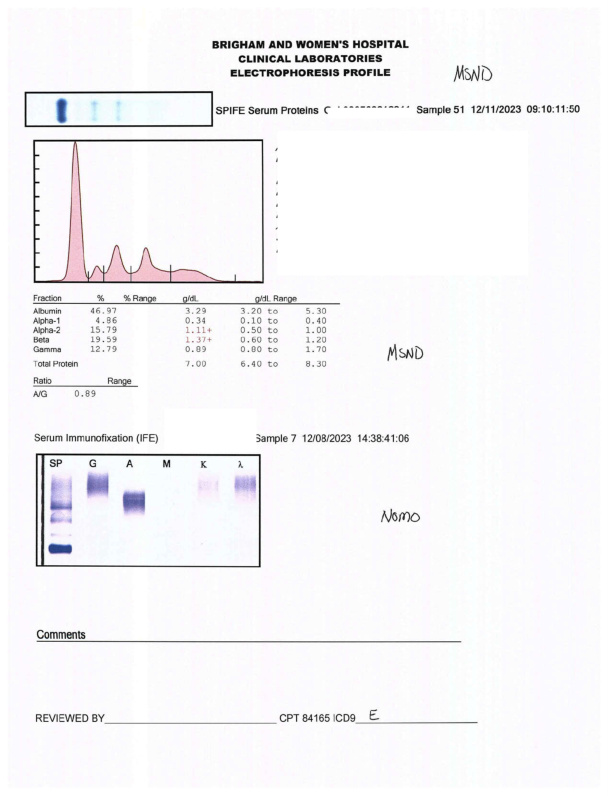 BRIGHAM AND WOMEN'S HOSPITAL
CLINICAL LABORATORIES
ELECTROPHORESIS PROFILE
MSND
SPIFE Serum Proteins Sample 51 12/11/2023 09:10:11:50
Fraction % % Range g/dL g/dL Range
Albumin 46.97 3.29 3.20 to 5.30
Alpha-1 4.86 0.34 0.10 to 0.40
Alpha-2 15.79 1.11+ 0.50 to 1.00
Beta 19.59 1.37+ 0.60 to 1.20
Gamma 12.79 0.89 0.80 to 1.70
MSND
Total Protein 7.00 6.40 to 8.30
Ratio Range
A/G 0.89
Serum Immunofixation (IFE) Sample 7 12/08/2023 14:38:41:06
SP G A M K λ
Nomo
Comments
REVIEWED BY CPT 84165 ICD9 E